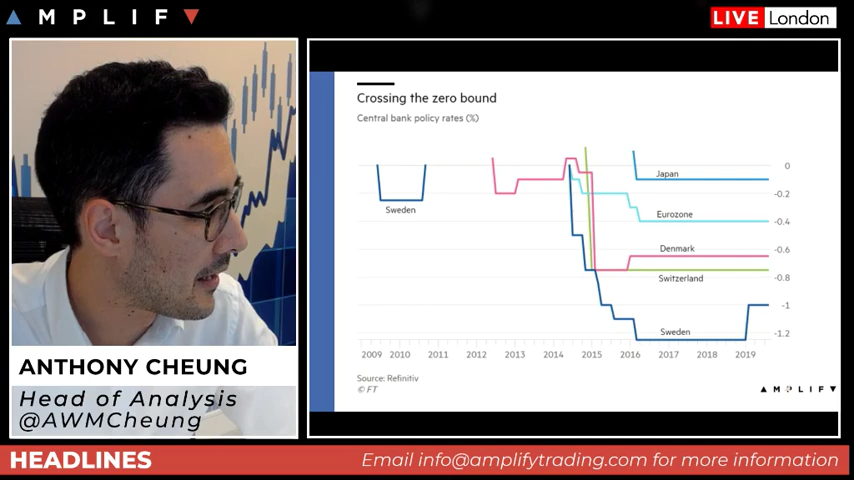 AMPLIFY
LIVE London
Crossing the zero bound
Central bank policy rates (%)
0
-0.2
-0.4
-0.6
-0.8
-1
-1.2
Japan
Eurozone
Denmark
Switzerland
Sweden
Sweden
2009 2010 2011 2012 2013 2014 2015 2016 2017 2018 2019
Source: Refinitiv
© FT
AMPLIFY
ANTHONY CHEUNG
Head of Analysis
@AWMCheung
HEADLINES Email info@amplifytrading.com for more information